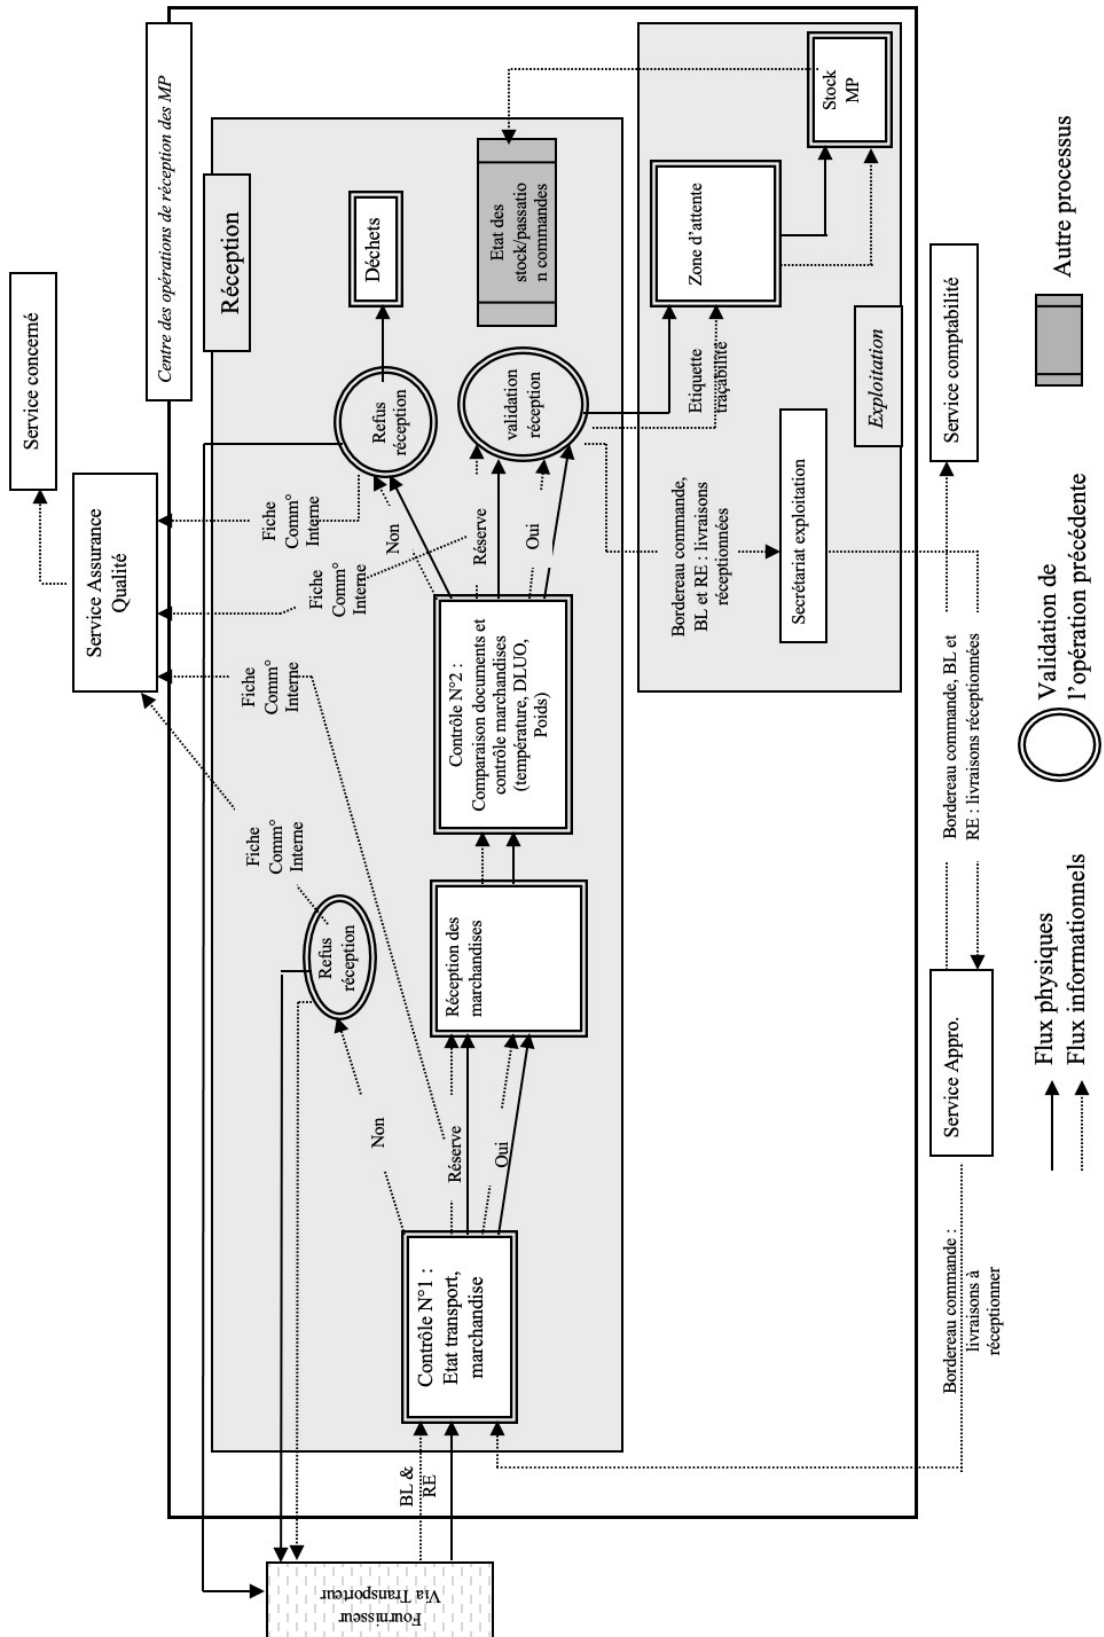 Service concerné
Service Assurance
Qualité
Centre des opérations de réception des MP
Réception
Fiche
Comm°
Interne
Fiche
Comm°
Interne
Fiche
Comm°
Interne
Fiche
Comm°
Interne
Refus
réception
Refus
réception
Déchets
Non
Non
Fournisseur
Via Transporteur
BL &
RE
Contrôle N°1 :
Etat transport,
marchandise
Réserve
Oui
Réception des
marchandises
Contrôle N°2 :
Comparaison documents et
contrôle marchandises
(température, DLUO,
Poids)
Réserve
Oui
validation
réception
Etat des
stock/passatio
n commandes
Bordereau commande,
BL et RE : livraisons
réceptionnées
Etiquette
traçabilité
Zone d'attente
Stock
MP
Secrétariat exploitation
Exploitation
Bordereau commande :
livraisons à
réceptionner
Service Appro.
Bordereau commande, BL et
RE : livraisons réceptionnées
Service comptabilité
Flux physiques
Flux informationnels
Validation de
l'opération précédente
Autre processus